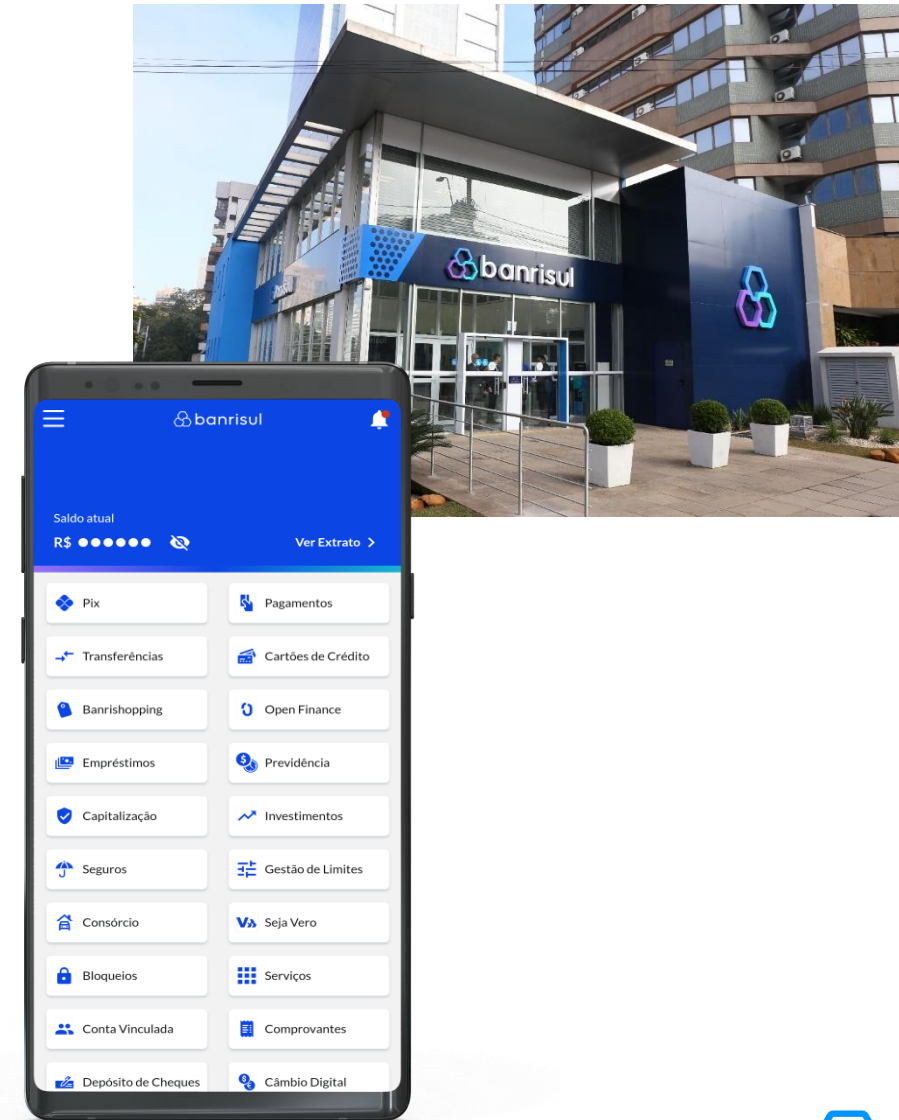 banrisul
banrisul
banrisul
Saldo atual
R$ ●●●●●●
Ver Extrato >
Pix
Pagamentos
Transferências
Cartões de Crédito
Banrishopping
Open Finance
Empréstimos
Previdência
Capitalização
Investimentos
Seguros
Gestão de Limites
Consórcio
Seja Vero
Bloqueios
Serviços
Conta Vinculada
Comprovantes
Depósito de Cheques
Câmbio Digital